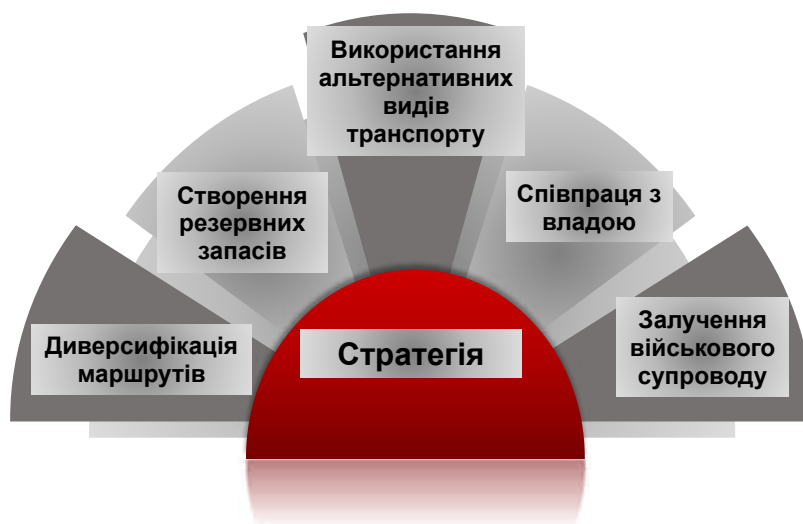 Використання
альтернативних
видів
транспорту
Створення
резервних
запасів
Співпраця з
владою
Диверсифікація
маршрутів
Стратегія
Залучення
військового
супроводу